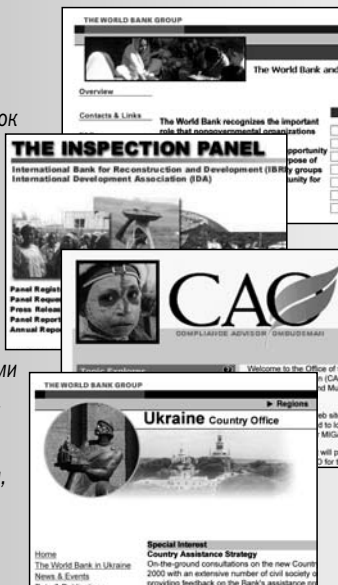 THE WORLD BANK GROUP
The World Bank and
Overview
Contacts & Links
The World Bank recognizes the important
role that nongovernmental organizations
ок
THE INSPECTION PANEL
International Bank for Reconstruction and Development (IBR
International Development Association (IDA)
opportunity
pose of
y groups
unity for
Panel Regist
Panel Reque
Press Releas
Panel Report
Annual Repo
CAO
COMPLIANCE ADVISOR OMBUDSMAN
ми
Topic Explorer
Welcome to the Office of
n (CA
nd Mu
THE WORLD BANK GROUP
Regions
Ukraine Country Office
eb sit
d to lo
MIGA
will p
O for t
Special Interest
Country Assistance Strategy
On-the-ground consultations on the new Count
2000 with an extensive number of civil society o
providing feedback on the Bank's assistance
Home
The World Bank in Ukraine
News & Events